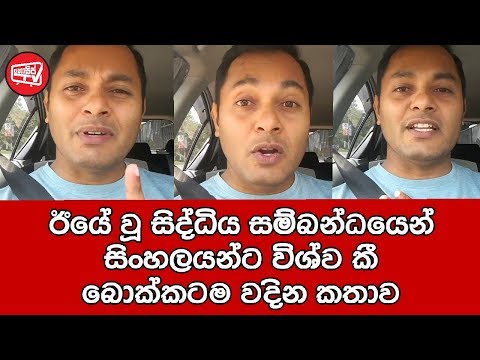 ඊයේ වූ සිද්ධිය සම්බන්ධයෙන්
සිංහලයන්ට විශ්ව කී
බොක්කටම වදින කතාව